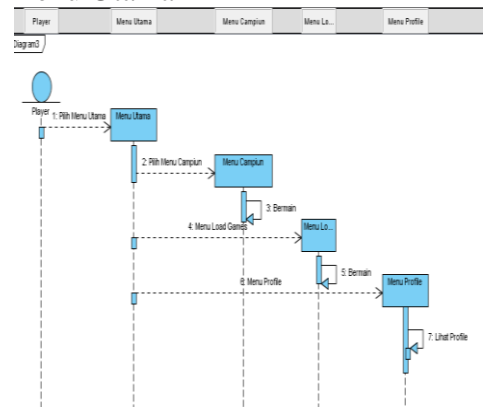 Player
Menu Utama
Menu Campiun
Menu Lo...
Menu Profile
Diagram3
Player
1: Pilih Menu Utama
Menu Utama
2: Pilih Menu Campiun
Menu Campiun
3: Bermain
4: Menu Load Games
Menu Lo...
5: Bermain
6: Menu Profile
Menu Profile
7: Lihat Profile